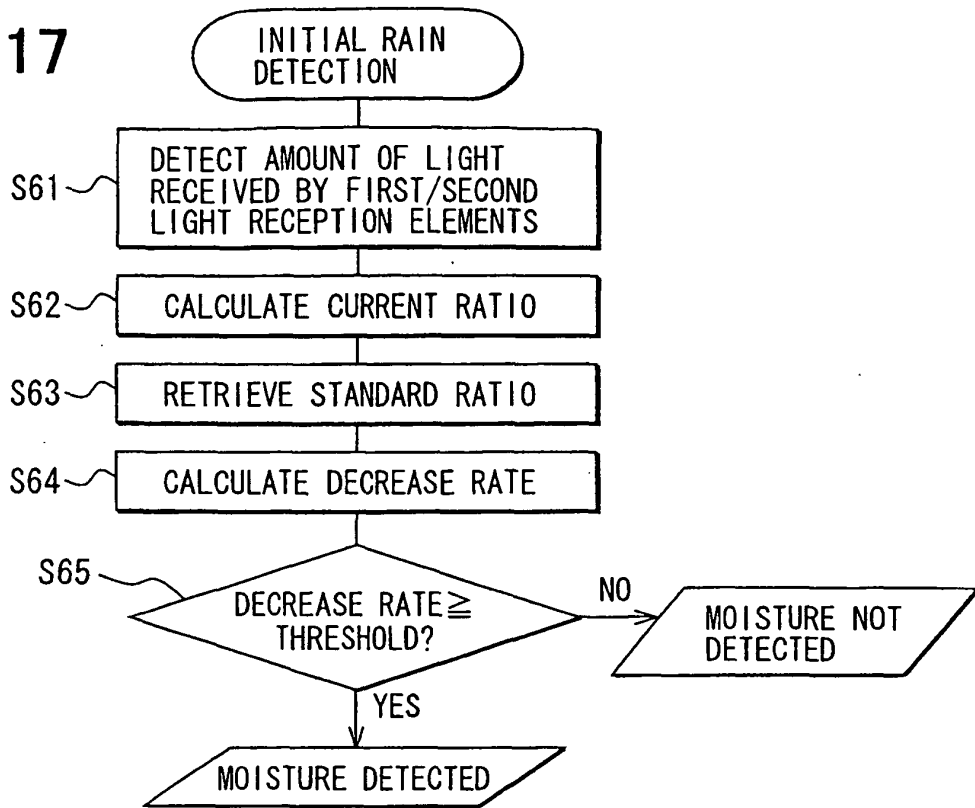 17
INITIAL RAIN
DETECTION
S61
DETECT AMOUNT OF LIGHT
RECEIVED BY FIRST/SECOND
LIGHT RECEPTION ELEMENTS
S62
CALCULATE CURRENT RATIO
S63
RETRIEVE STANDARD RATIO
S64
CALCULATE DECREASE RATE
S65
DECREASE RATE≧
THRESHOLD?
NO
MOISTURE NOT
DETECTED
YES
MOISTURE DETECTED